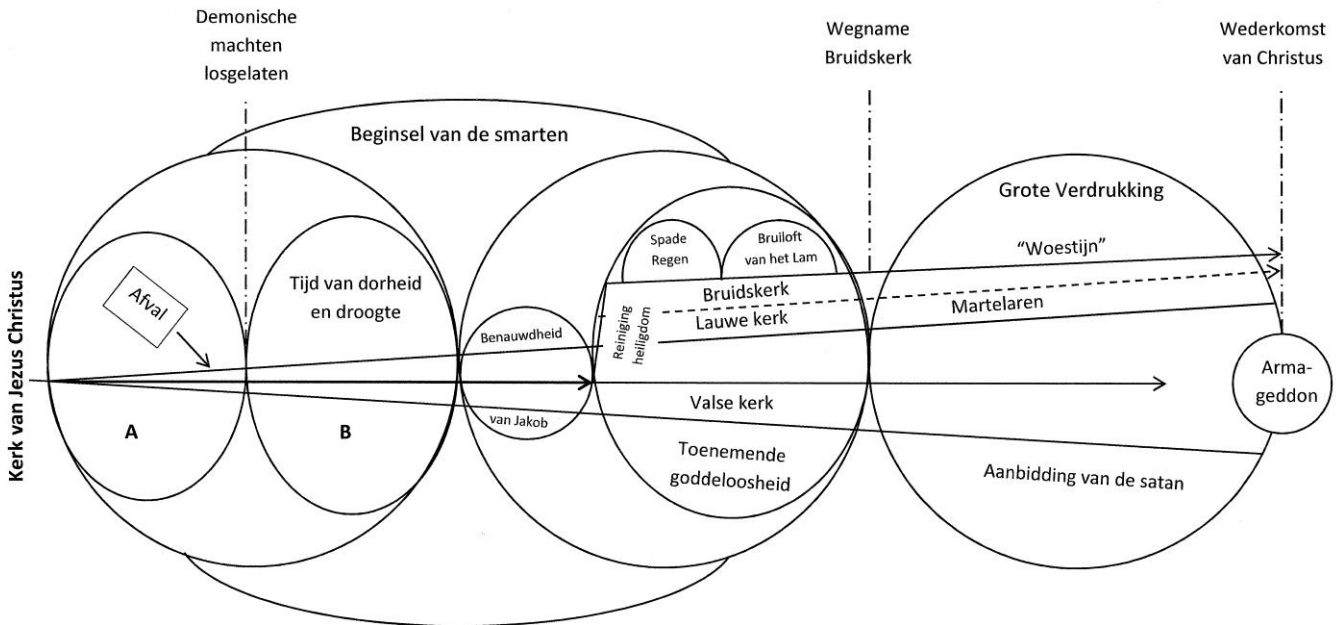 Demonische
machten
losgelaten
Wegname
Bruidskerk
Wederkomst
van Christus
Beginsel van de smarten
Grote Verdrukking
Spade
Regen
Bruiloft
van het Lam
"Woestijn"
Afval
Tijd van dorheid
en droogte
Bruidskerk
Martelaren
Lauwe kerk
Reiniging
heiligdom
Benauwdheid
van Jakob
Kerk van Jezus Christus
Arma-
geddon
Valse kerk
A
B
Toenemende
goddeloosheid
Aanbidding van de satan